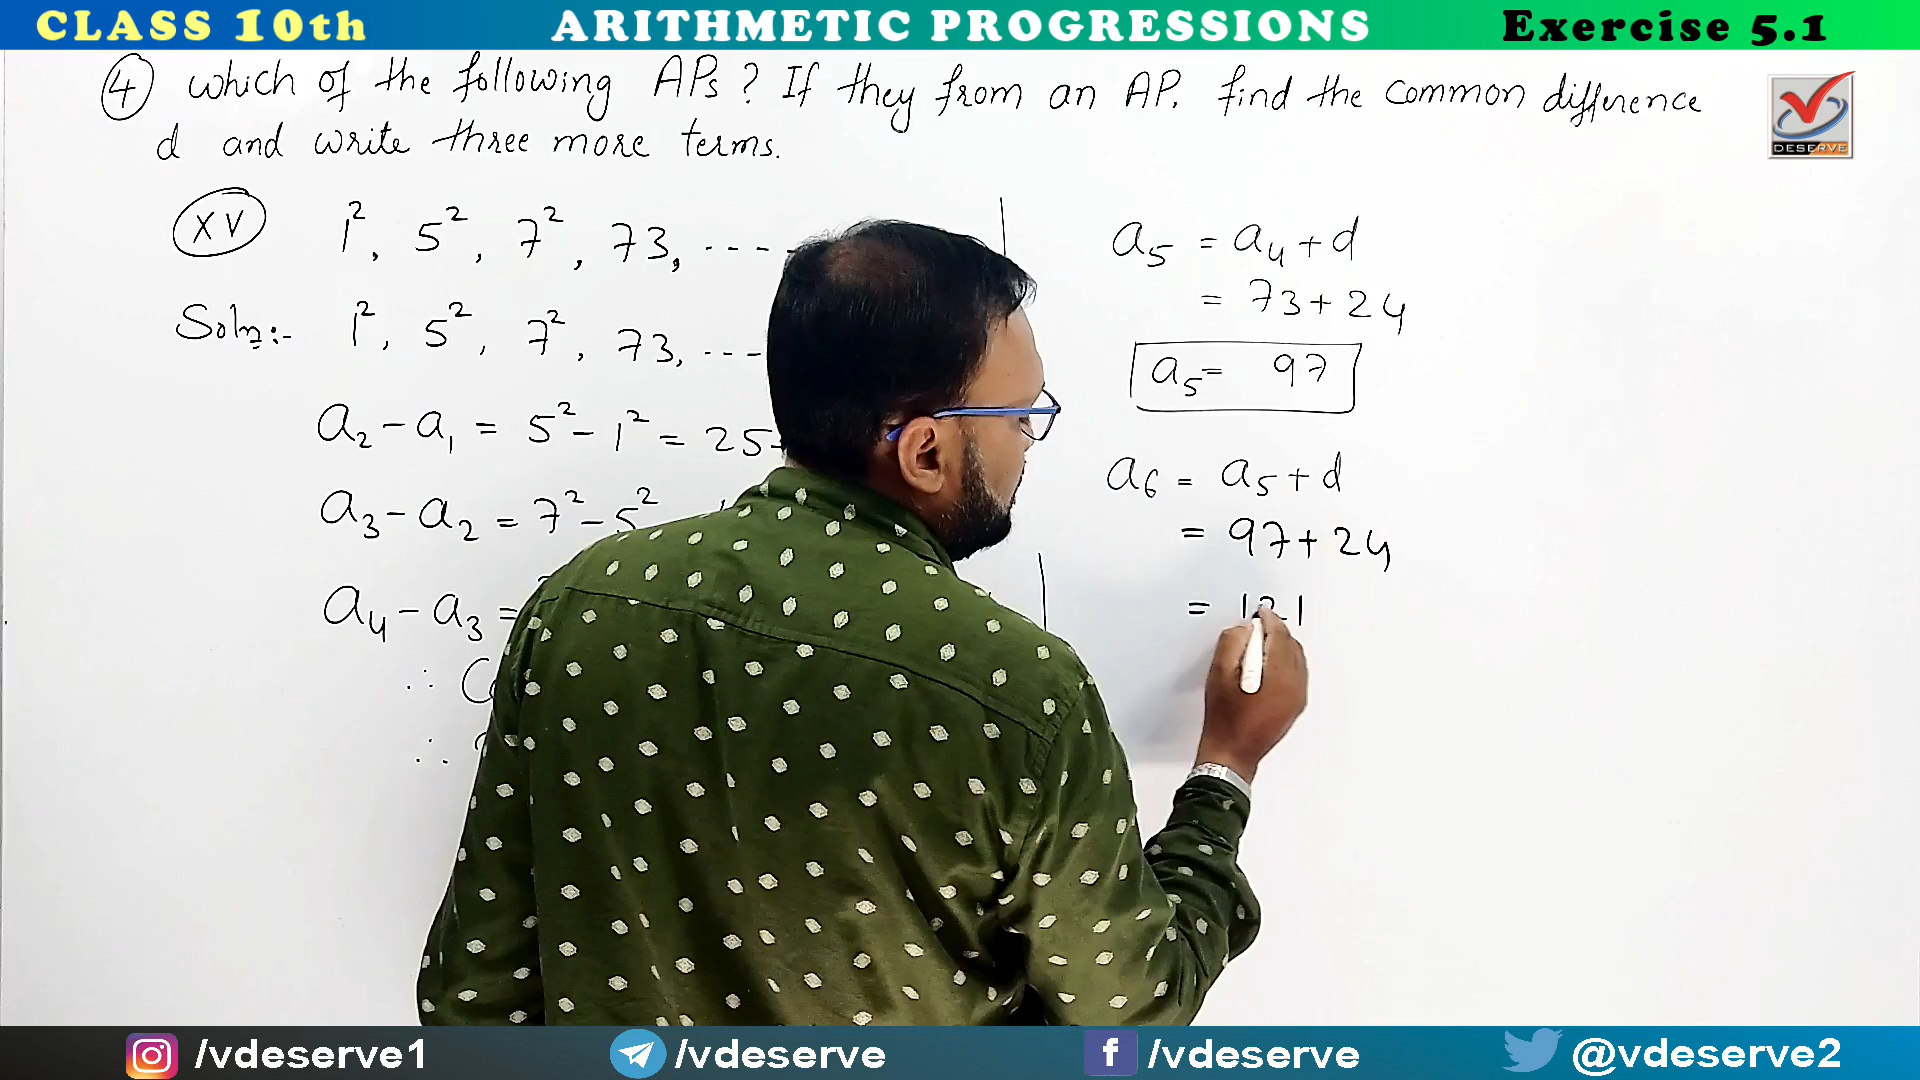 CLASS 10th ARITHMETIC PROGRESSIONS Exercise 5.1
④ which of the following APs? If they from an AP. find the common difference
d and write three more terms.
DESERVE
XV 1², 5², 7², 73, ----
Soln:- 1², 5², 7², 73, ---
a₂ - a₁ = 5² - 1² = 25
a₃ - a₂ = 7² - 5²
a₄ - a₃ =
∴
∴
a₅ = a₄ + d
= 73 + 24
a₅ = 97
a₆ = a₅ + d
= 97 + 24
= 121
/vdeserve1 /vdeserve /vdeserve @vdeserve2